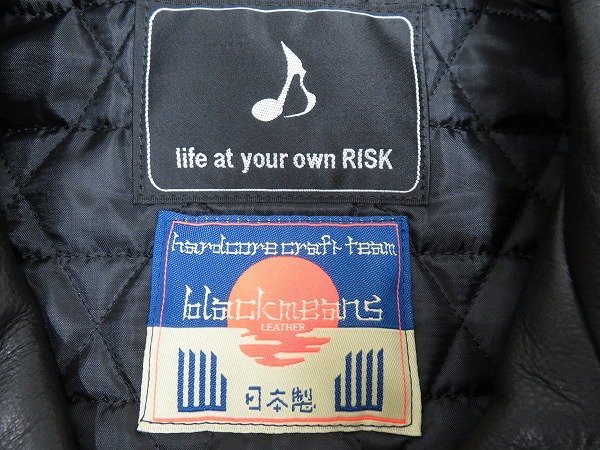 life at your own RISK
hardcore craft team
blackmeans
LEATHER
日本製